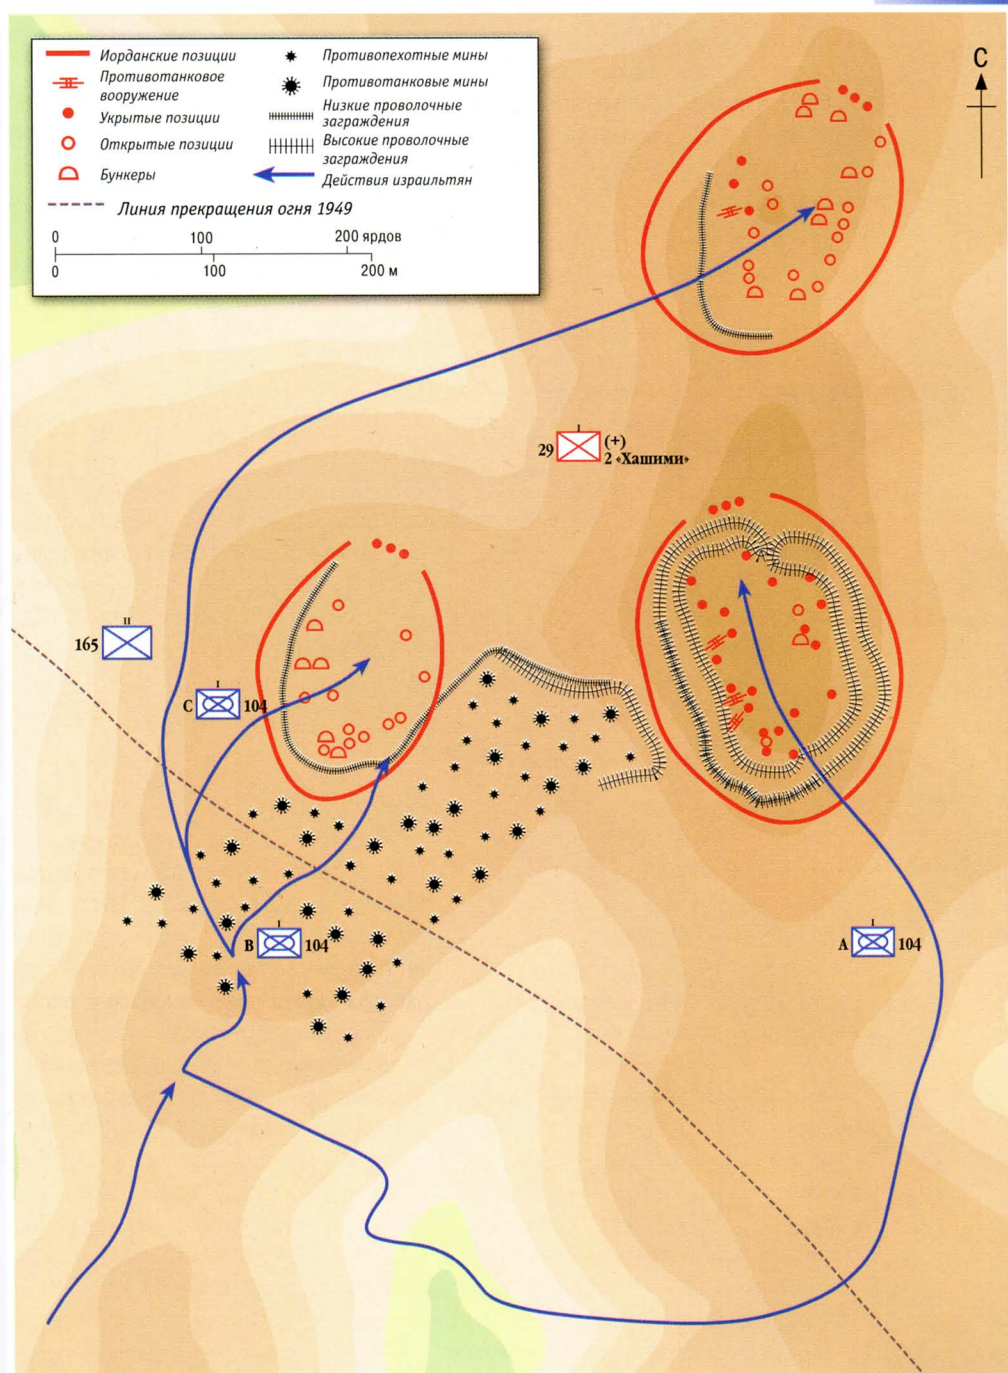 Иорданские позиции
Противотанковое
вооружение
Укрытые позиции
Открытые позиции
Бункеры
Линия прекращения огня 1949
Противопехотные мины
Противотанковые мины
Низкие проволочные
заграждения
Высокие проволочные
заграждения
Действия израильтян
0 100 200 ярдов
0 100 200 м
С
I
29 (+)
2 «Хашими»
II
165
I
C 104
I
B 104
I
A 104